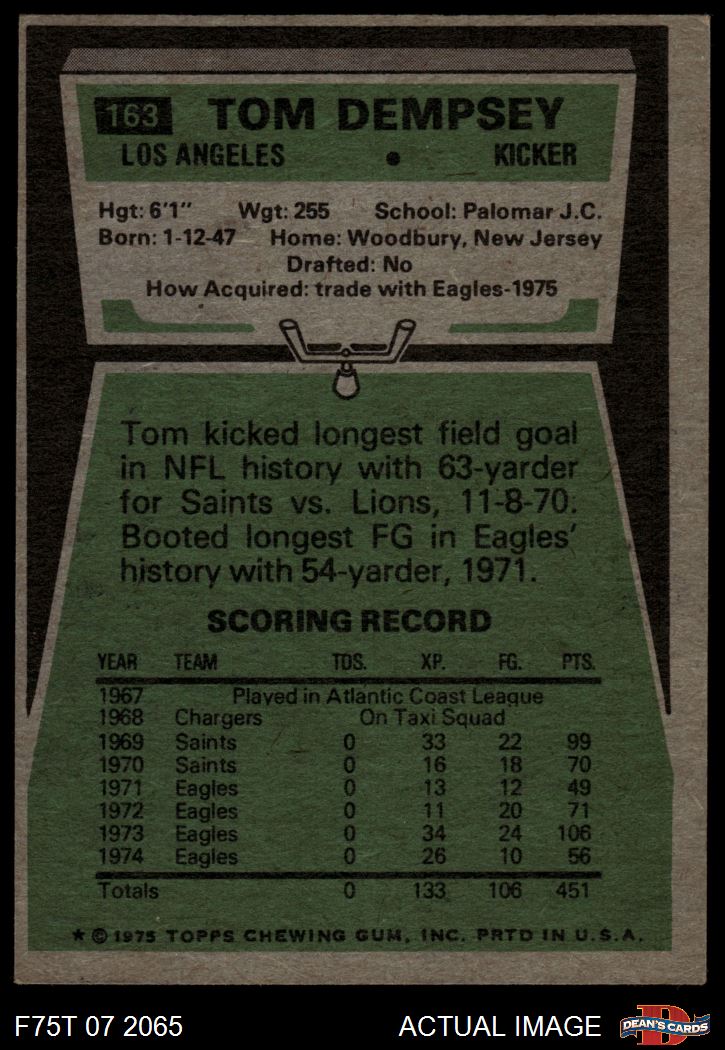 163 TOM DEMPSEY
LOS ANGELES • KICKER
Hgt: 6'1" Wgt: 255 School: Palomar J.C.
Born: 1-12-47 Home: Woodbury, New Jersey
Drafted: No
How Acquired: trade with Eagles-1975
Tom kicked longest field goal
in NFL history with 63-yarder
for Saints vs. Lions, 11-8-70.
Booted longest FG in Eagles'
history with 54-yarder, 1971.
SCORING RECORD
YEAR TEAM TDS. XP. FG. PTS.
1967 Played in Atlantic Coast League
1968 Chargers On Taxi Squad
1969 Saints 0 33 22 99
1970 Saints 0 16 18 70
1971 Eagles 0 13 12 49
1972 Eagles 0 11 20 71
1973 Eagles 0 34 24 106
1974 Eagles 0 26 10 56
Totals 0 133 106 451
★ © 1975 TOPPS CHEWING GUM, INC. PRTD IN U.S.A.
F75T 07 2065 ACTUAL IMAGE D DEAN'S CARDS